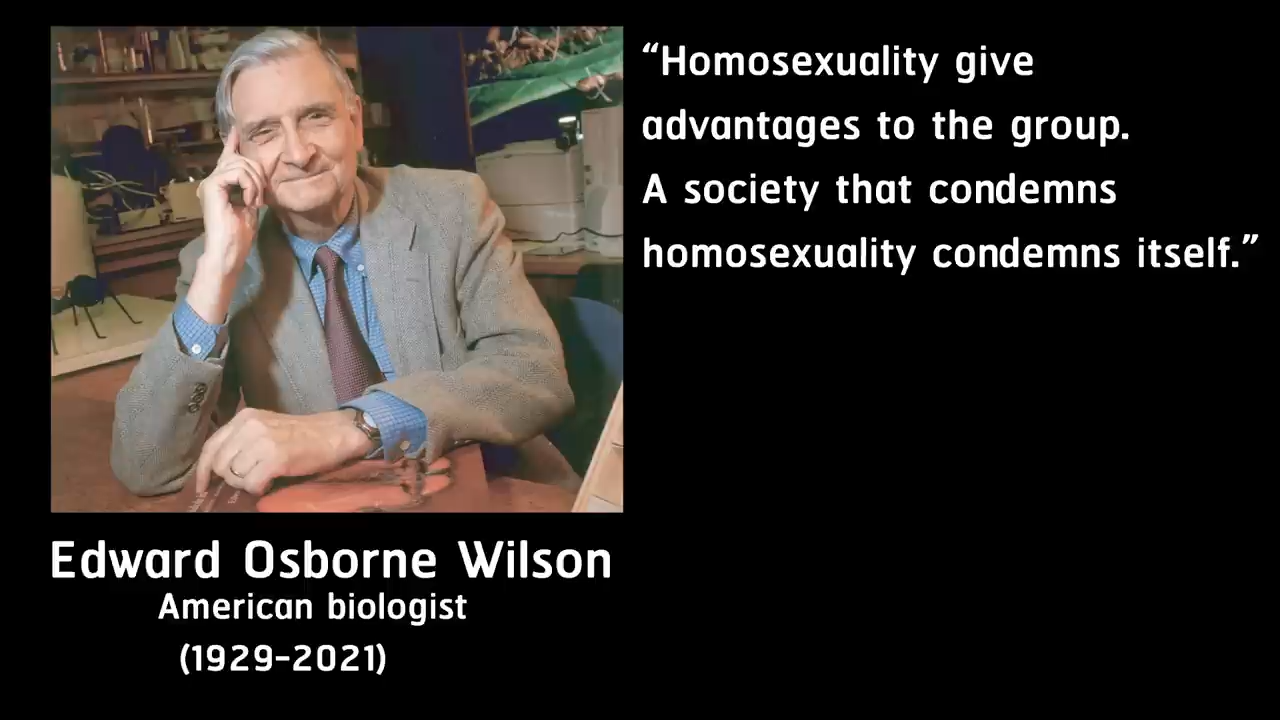 “Homosexuality give
advantages to the group.
A society that condemns
homosexuality condemns itself.”
Edward Osborne Wilson
American biologist
(1929-2021)